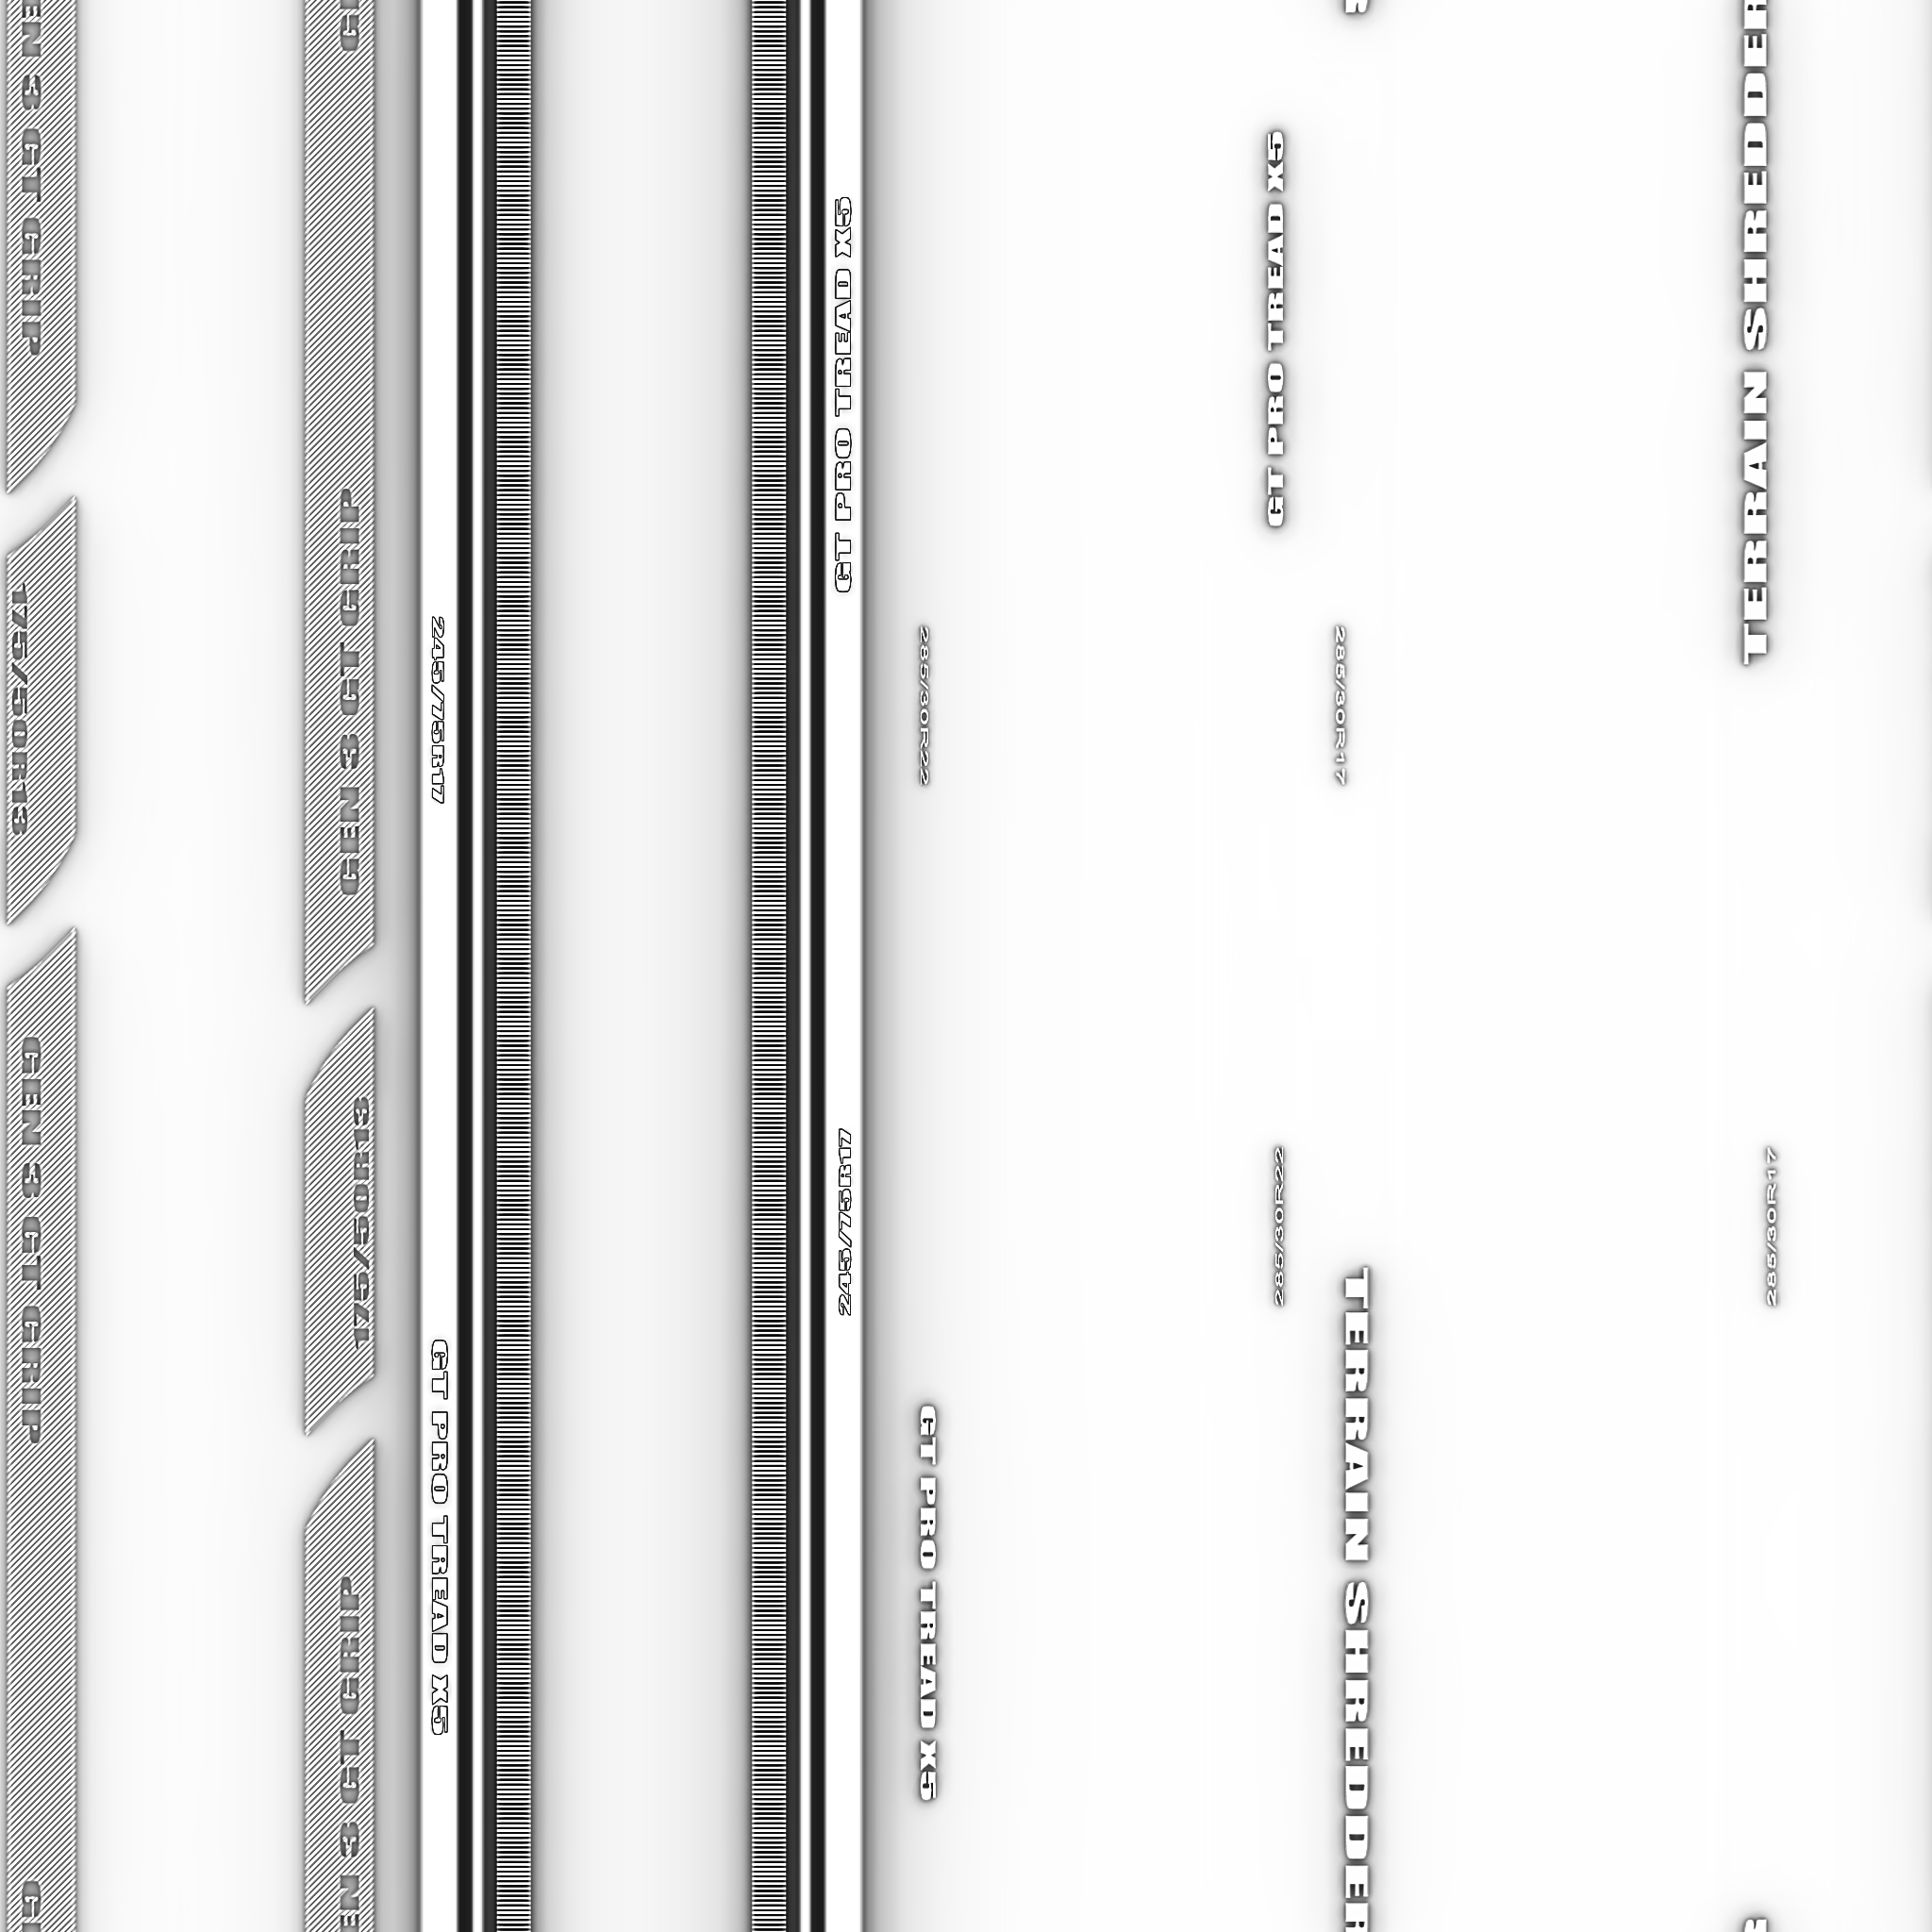 GEN 3 GT GRIP
175/50R13
GEN 3 GT GRIP
GEN 3 GT GRIP
175/50R13
GEN 3 GT GRIP
245/75R17
GT PRO TREAD X5
GT PRO TREAD X5
245/75R17
285/30R22
GT PRO TREAD X5
GT PRO TREAD X5
285/30R22
285/30R17
TERRAIN SHREDDER
TERRAIN SHREDDER
285/30R17